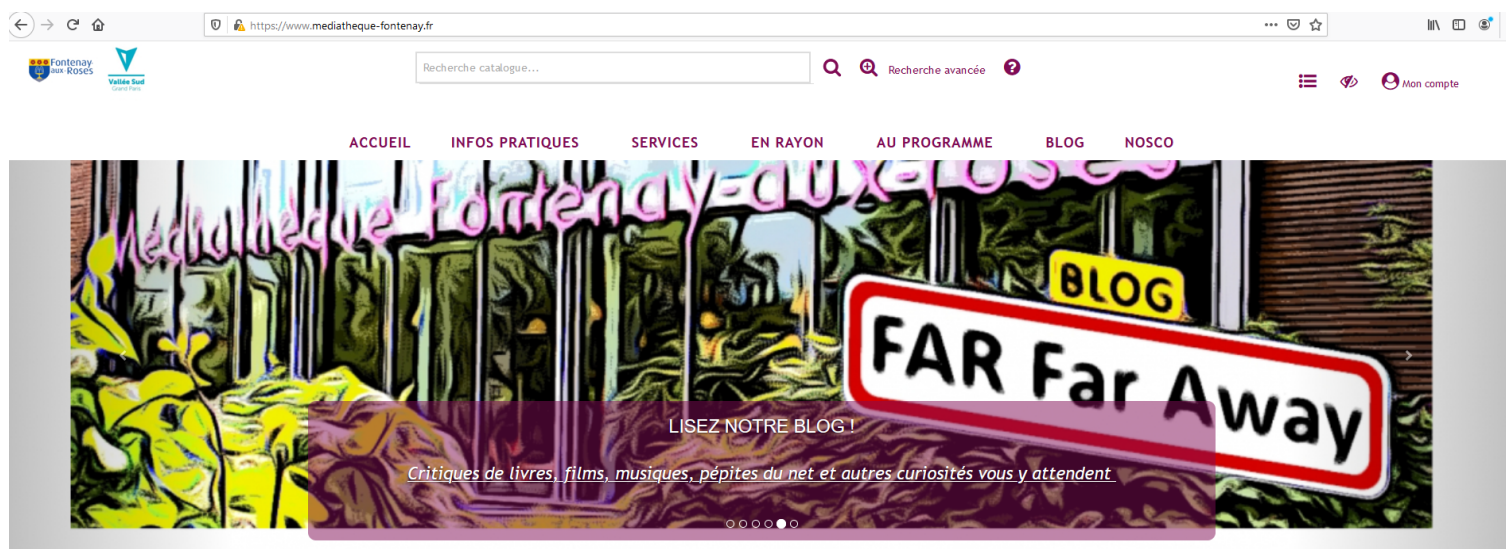 https://www.mediatheque-fontenay.fr
Fontenay
aux-Roses
Vallée Sud
Grand Paris
Recherche catalogue...
Recherche avancée
Mon compte
ACCUEIL INFOS PRATIQUES SERVICES EN RAYON AU PROGRAMME BLOG NOSCO
Médiathèque Fontenay-aux-roses
BLOG
FAR Far Away
LISEZ NOTRE BLOG !
Critiques de livres, films, musiques, pépites du net et autres curiosités vous y attendent